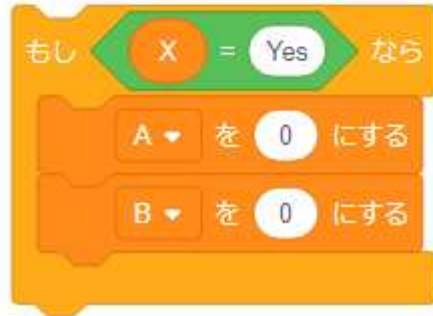 もし X = Yes なら
A を 0 にする
B を 0 にする